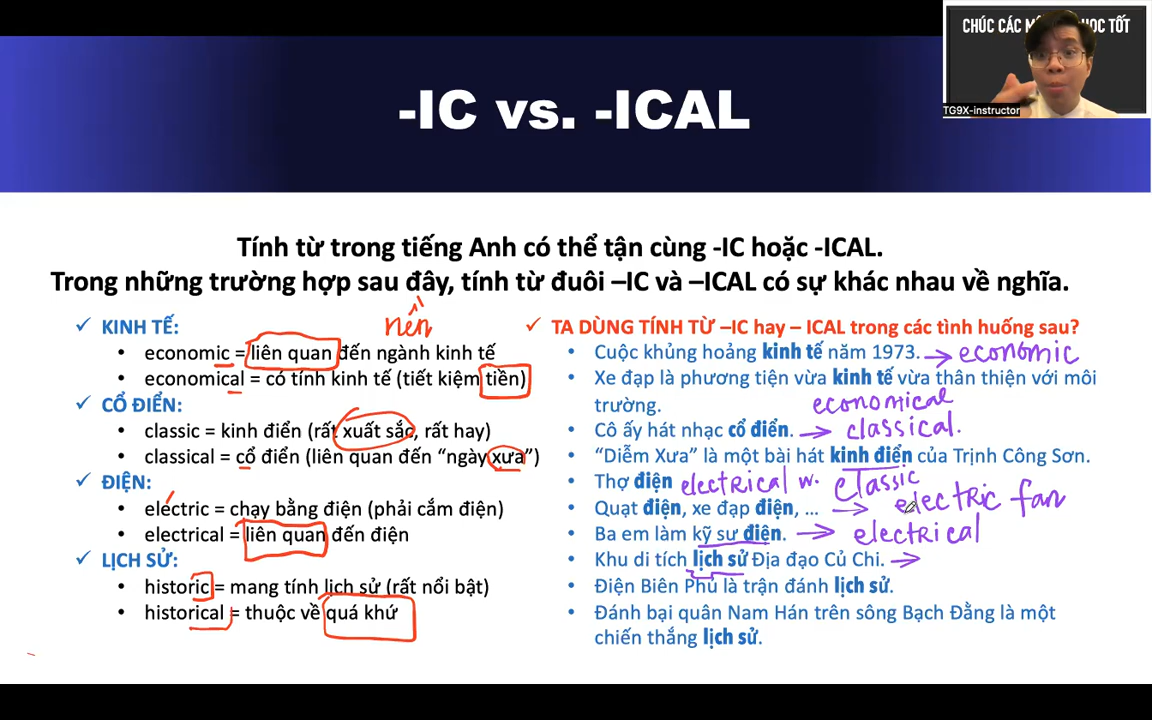 CHÚC CÁC M HỌC TỐT
TG9X-instructor
-IC vs. -ICAL
Tính từ trong tiếng Anh có thể tận cùng -IC hoặc -ICAL.
Trong những trường hợp sau đây, tính từ đuôi –IC và –ICAL có sự khác nhau về nghĩa.
✓ KINH TẾ:
nền
• economic = liên quan đến ngành kinh tế
• economical = có tính kinh tế (tiết kiệm tiền)
✓ CỔ ĐIỂN:
• classic = kinh điển (rất xuất sắc, rất hay)
• classical = cổ điển (liên quan đến “ngày xưa”)
✓ ĐIỆN:
• electric = chạy bằng điện (phải cắm điện)
• electrical = liên quan đến điện
✓ LỊCH SỬ:
• historic = mang tính lịch sử (rất nổi bật)
• historical = thuộc về quá khứ
✓ TA DÙNG TÍNH TỪ –IC hay – ICAL trong các tình huống sau?
• Cuộc khủng hoảng kinh tế năm 1973. → economic
• Xe đạp là phương tiện vừa kinh tế vừa thân thiện với môi
trường. economical
• Cô ấy hát nhạc cổ điển. → classical.
• “Diễm Xưa” là một bài hát kinh điển của Trịnh Công Sơn.
classic
• Thợ điện electrical w.
• Quạt điện, xe đạp điện, ... → electric fan
• Ba em làm kỹ sư điện. → electrical
• Khu di tích lịch sử Địa đạo Củ Chi. →
• Điện Biên Phủ là trận đánh lịch sử.
• Đánh bại quân Nam Hán trên sông Bạch Đằng là một
chiến thắng lịch sử.